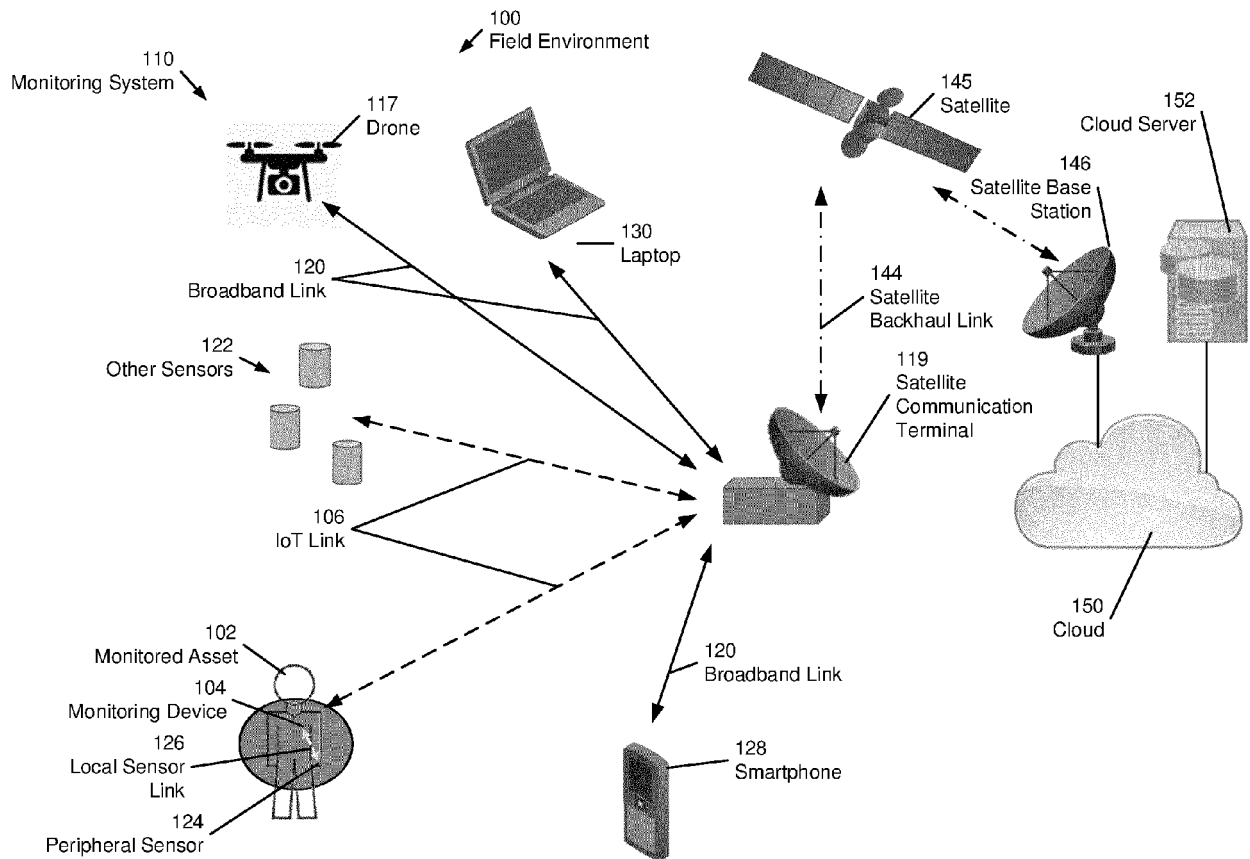 100
Field Environment
110
Monitoring System
117
Drone
145
Satellite
152
Cloud Server
146
Satellite Base
Station
130
Laptop
120
Broadband Link
144
Satellite
Backhaul Link
122
Other Sensors
119
Satellite
Communication
Terminal
106
IoT Link
150
Cloud
102
Monitored Asset
104
Monitoring Device
126
Local Sensor
Link
124
Peripheral Sensor
120
Broadband Link
128
Smartphone